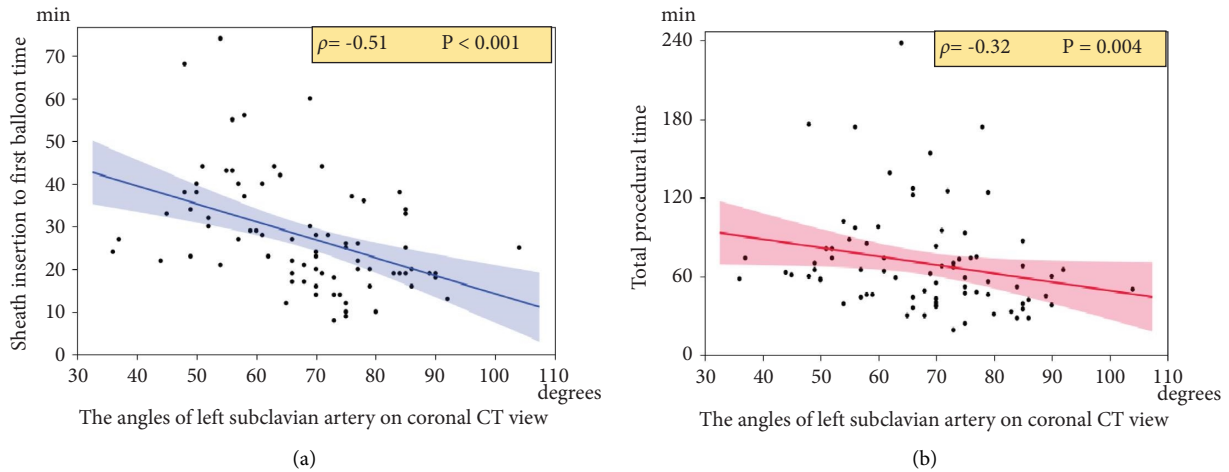 min
ρ= -0.51 P < 0.001
Sheath insertion to first balloon time
70
60
50
40
30
20
10
0
30 40 50 60 70 80 90 100 110
degrees
The angles of left subclavian artery on coronal CT view
(a)
min
ρ= -0.32 P = 0.004
Total procedural time
240
180
120
60
0
30 40 50 60 70 80 90 100 110
degrees
The angles of left subclavian artery on coronal CT view
(b)